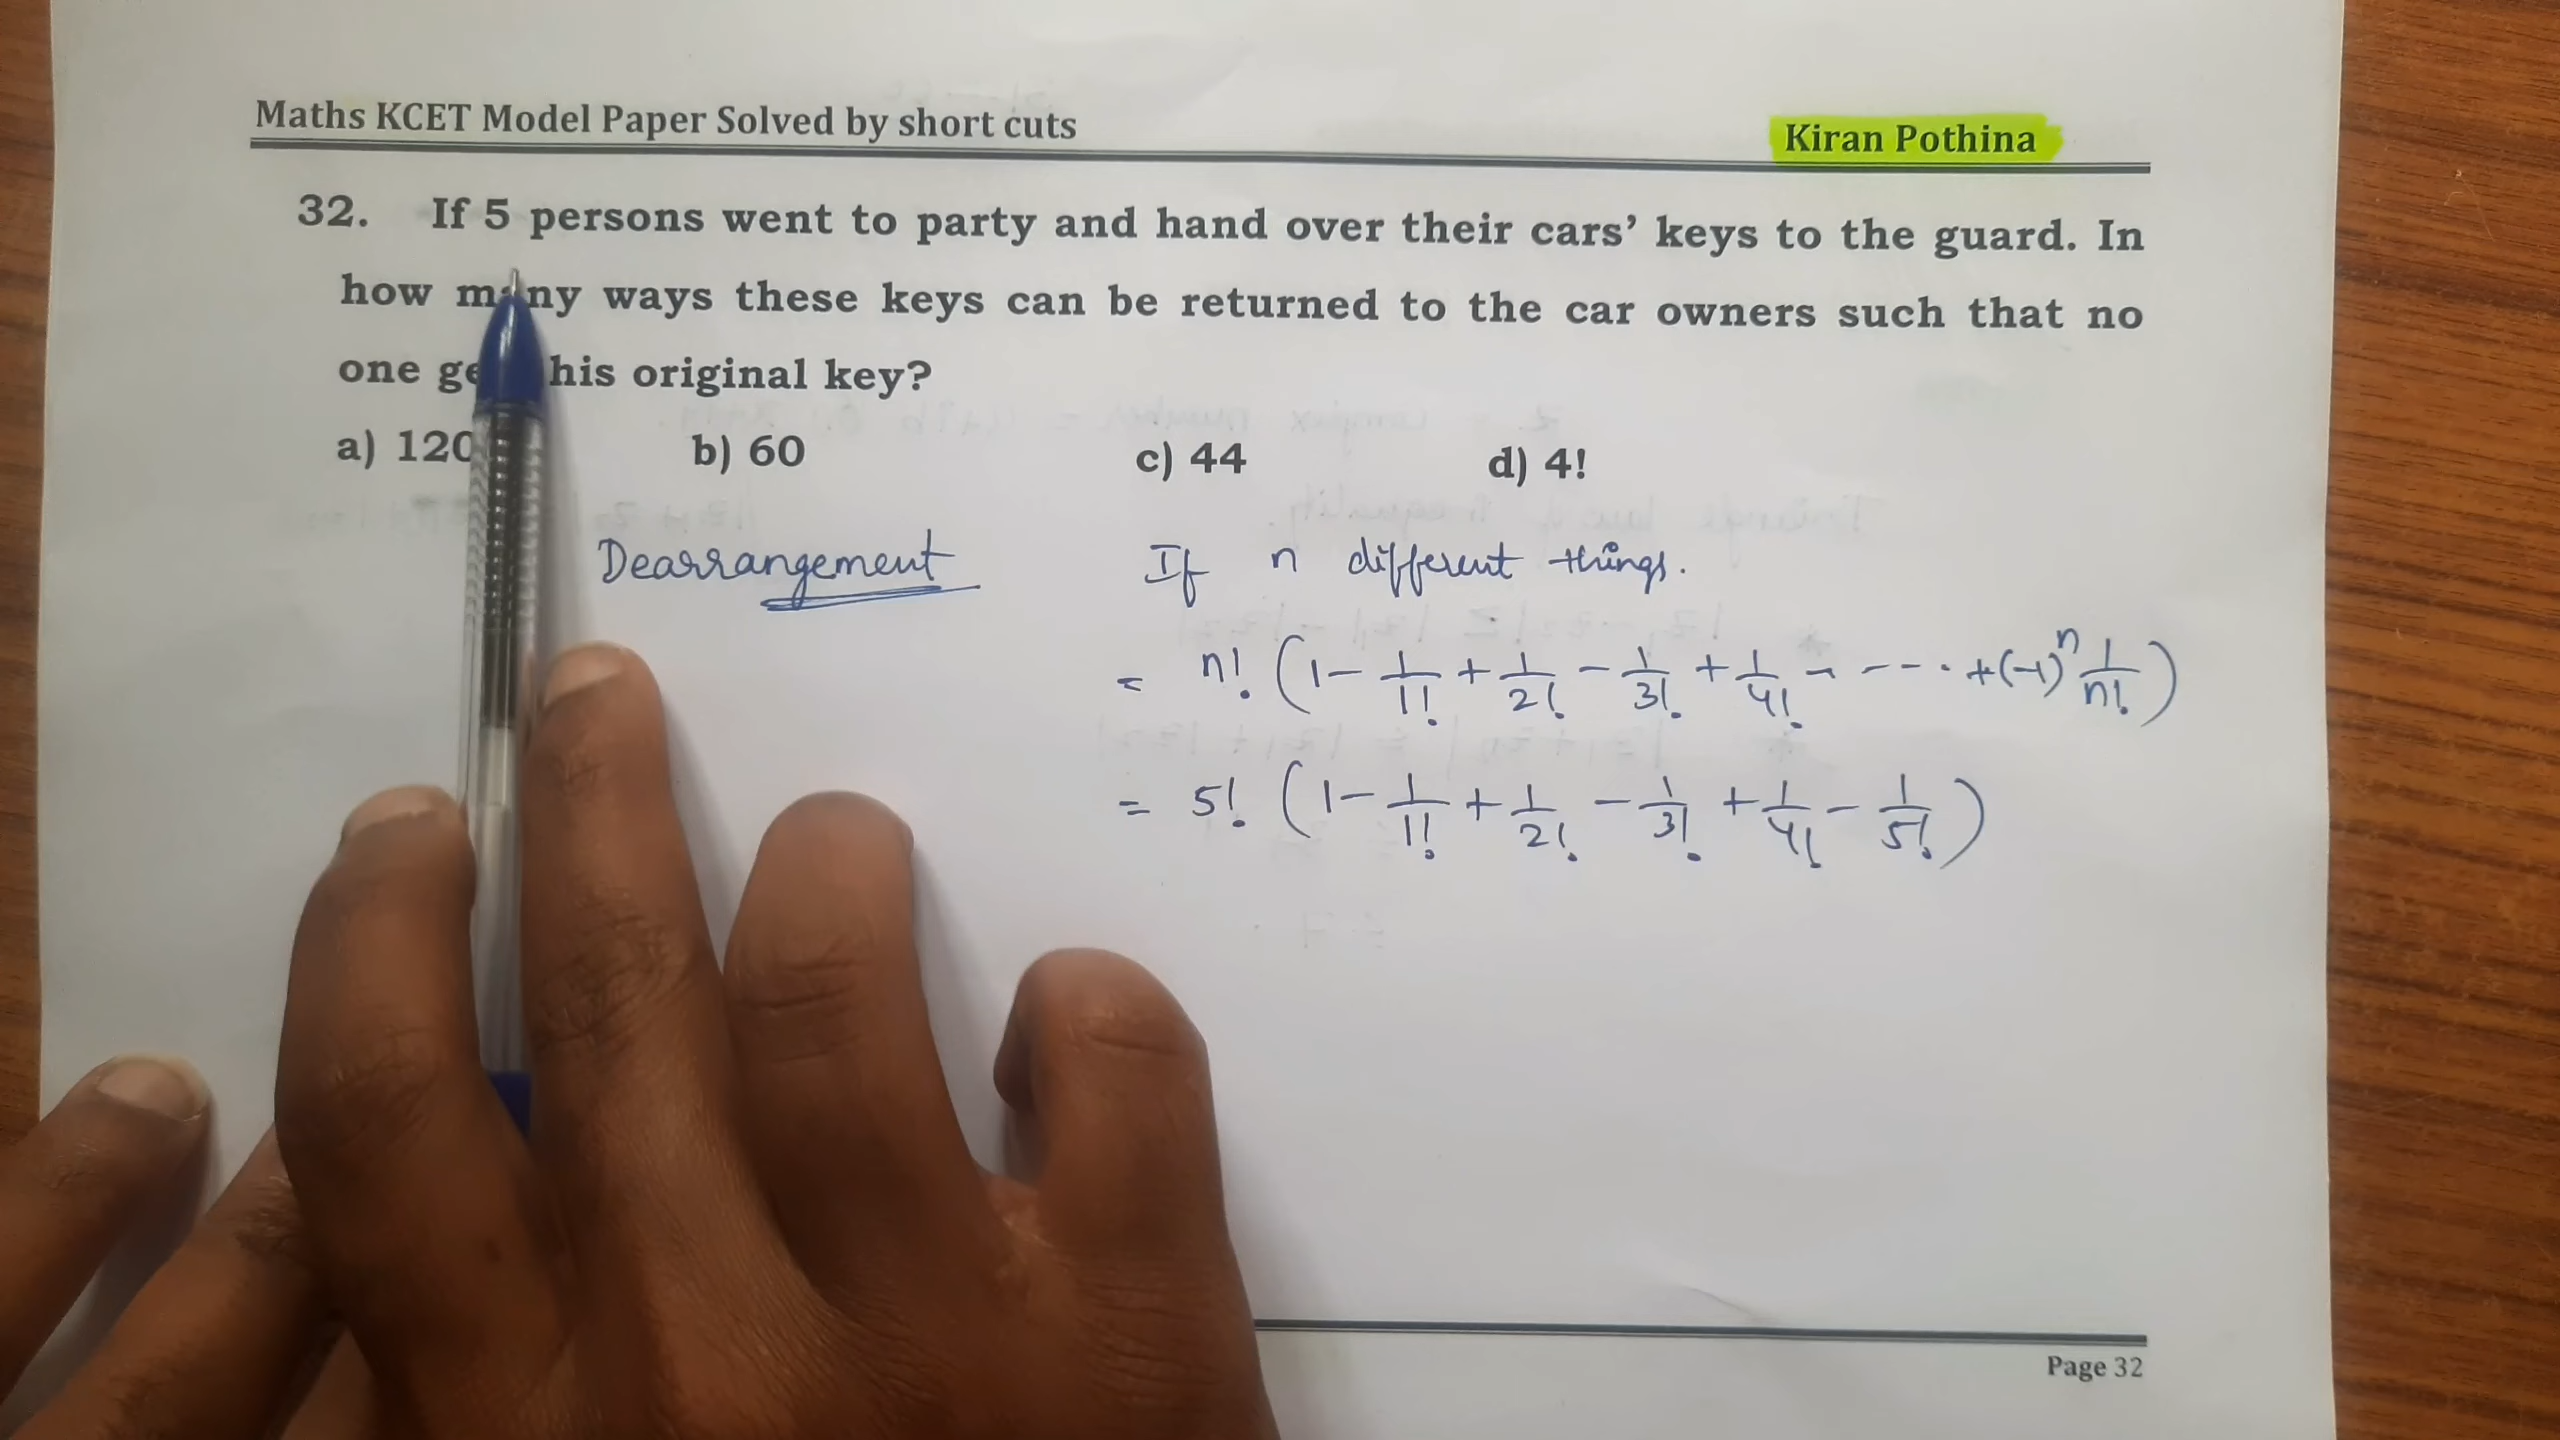 Maths KCET Model Paper Solved by short cuts Kiran Pothina
32. If 5 persons went to party and hand over their cars' keys to the guard. In
how many ways these keys can be returned to the car owners such that no
one his original key?
a) 120 b) 60 c) 44 d) 4!
Dearrangement If n different things.
= n! (1 - 1/1! + 1/2! - 1/3! + 1/4! - ---- + (-1)^n 1/n!)
= 5! (1 - 1/1! + 1/2! - 1/3! + 1/4! - 1/5!)
Page 32